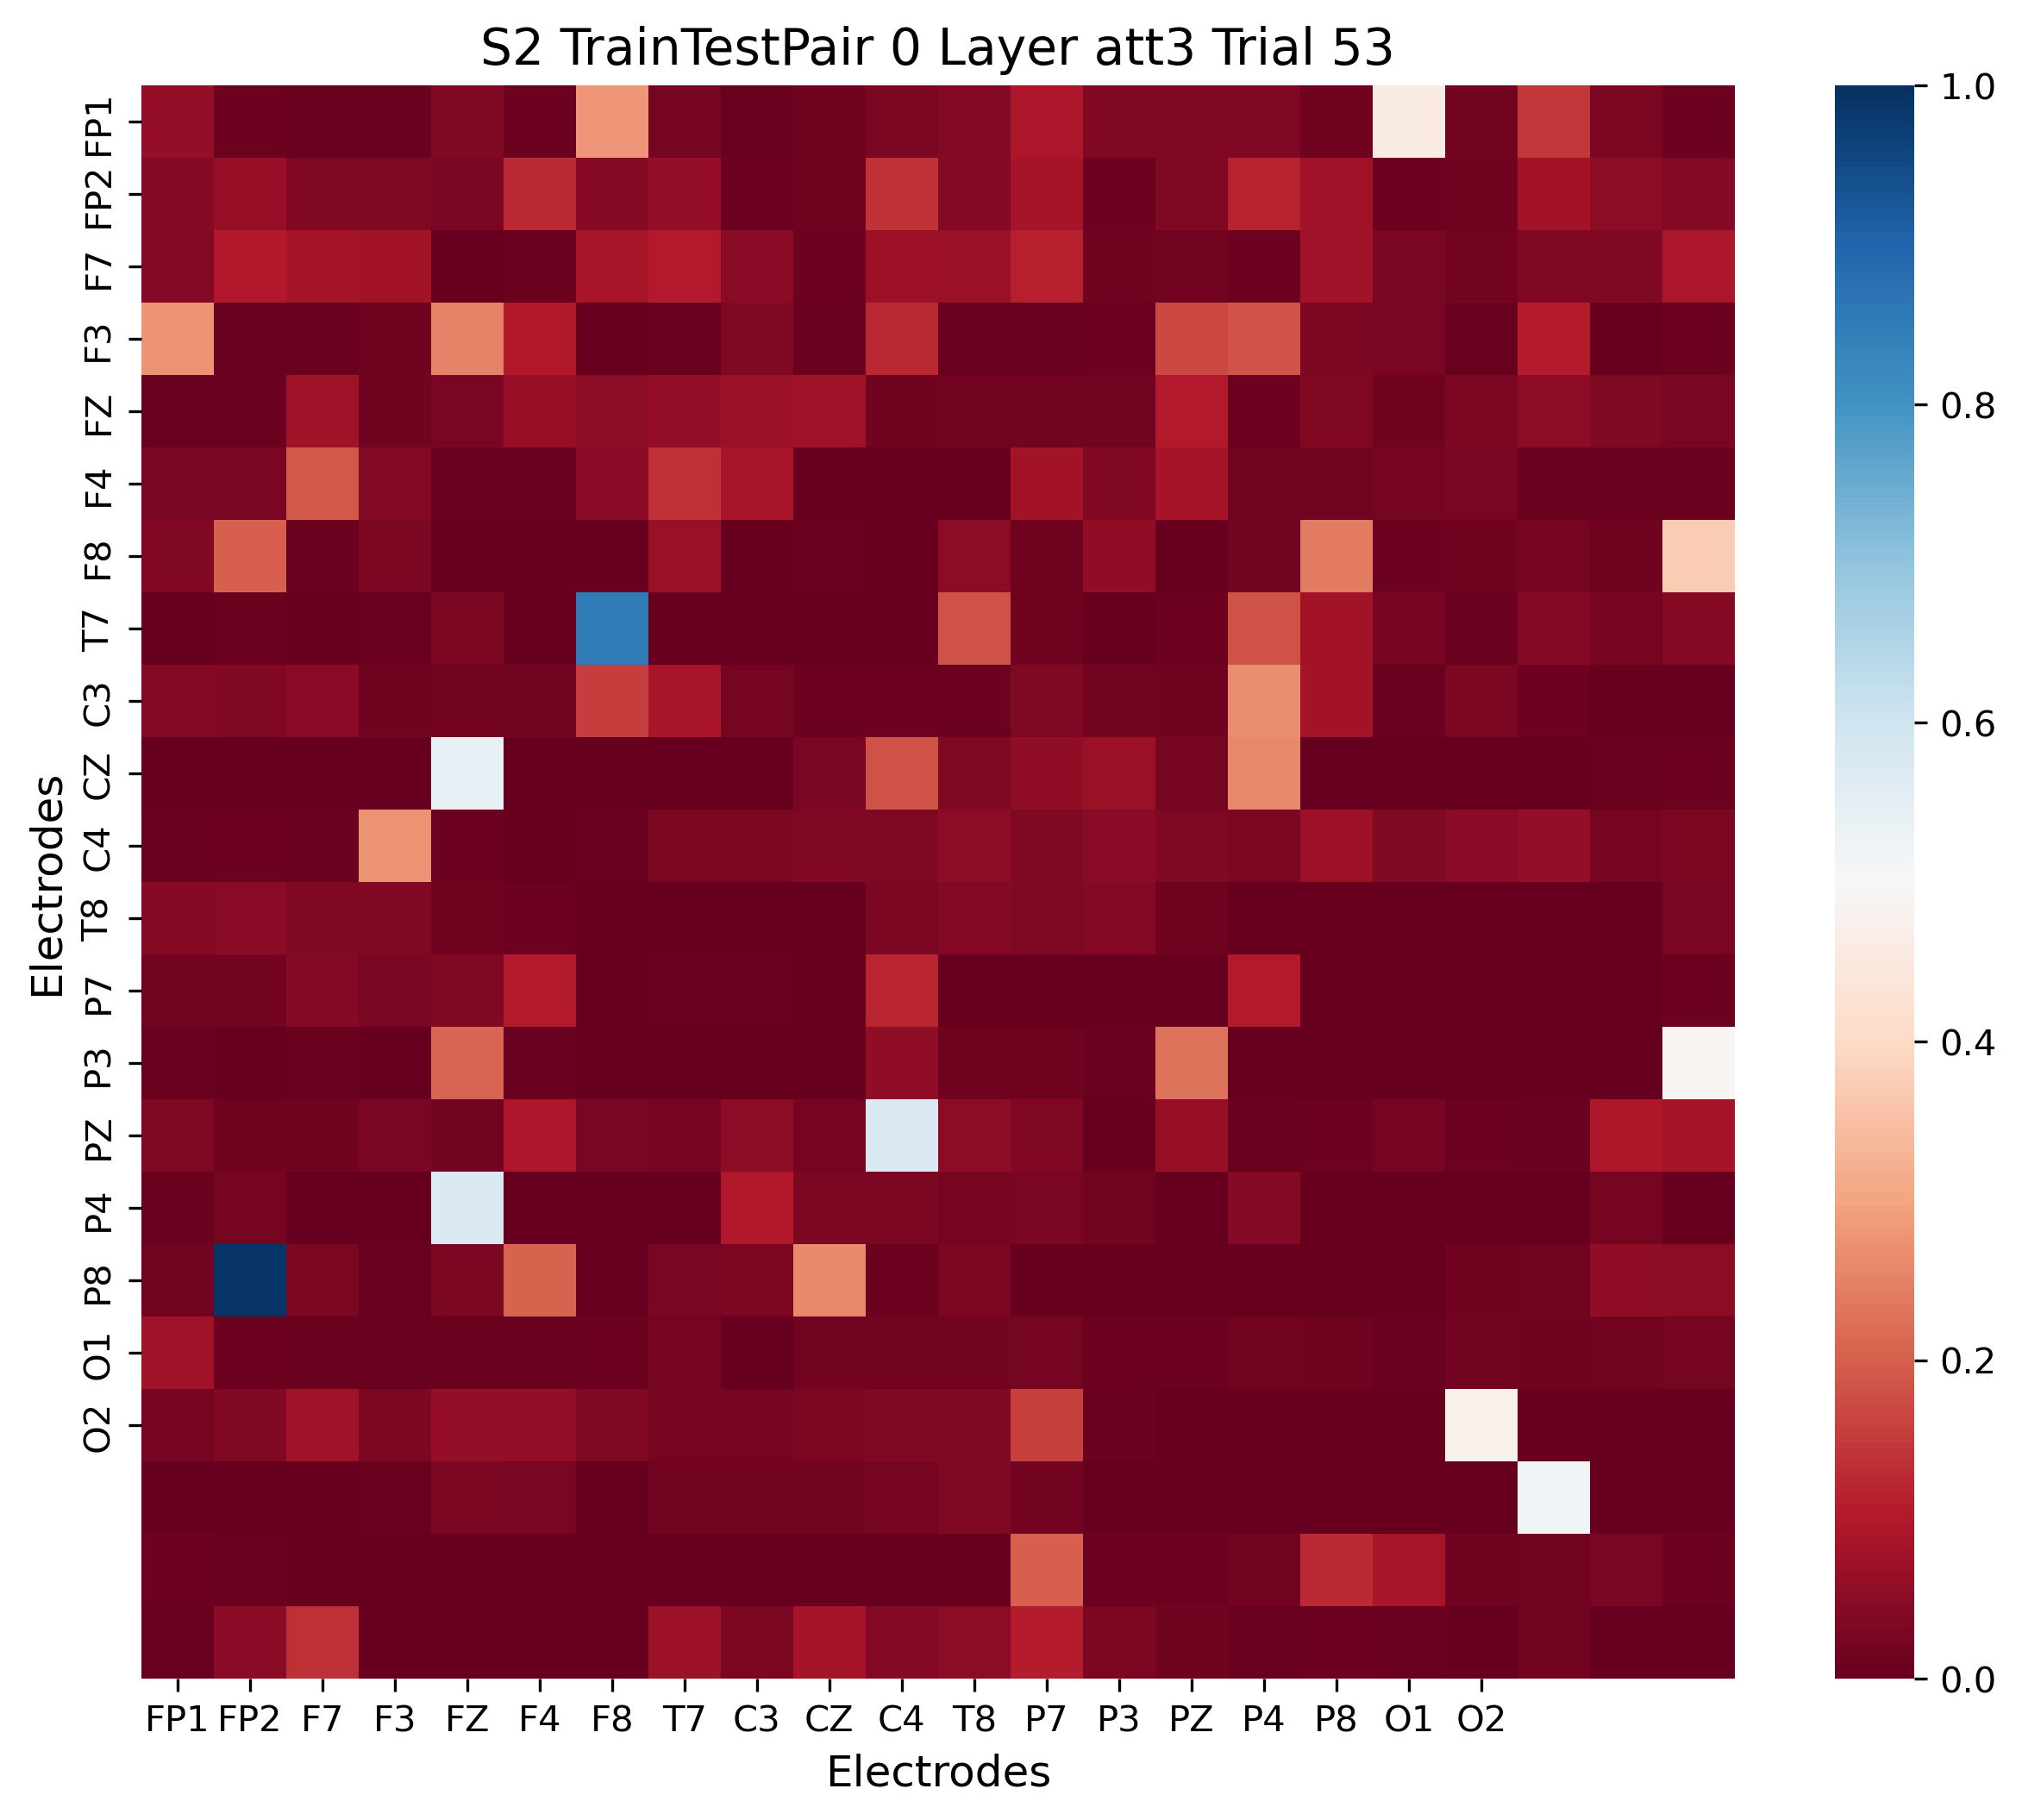 S2 TrainTestPair 0 Layer att3 Trial 53
Electrodes
FP1
FP2
F7
F3
FZ
F4
F8
T7
C3
CZ
C4
T8
P7
P3
PZ
P4
P8
O1
O2
FP1 FP2 F7 F3 FZ F4 F8 T7 C3 CZ C4 T8 P7 P3 PZ P4 P8 O1 O2
Electrodes
1.0
0.8
0.6
0.4
0.2
0.0